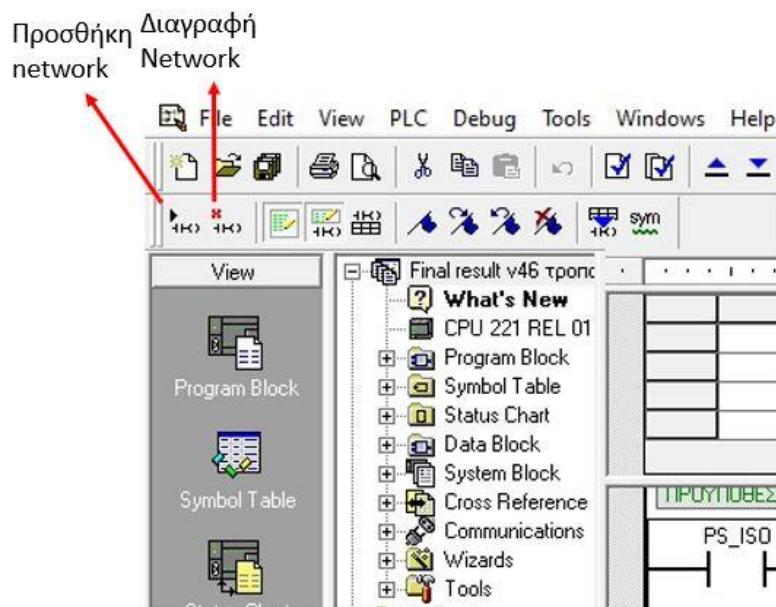 Προσθήκη
network
Διαγραφή
Network
File Edit View PLC Debug Tools Windows Help
sym
View
Program Block
Symbol Table
Final result v46 τροπο
What's New
CPU 221 REL 01
Program Block
Symbol Table
Status Chart
Data Block
System Block
Cross Reference
Communications
Wizards
Tools
ΠΡΟΥΠΟΘΕΣ
PS_ISO